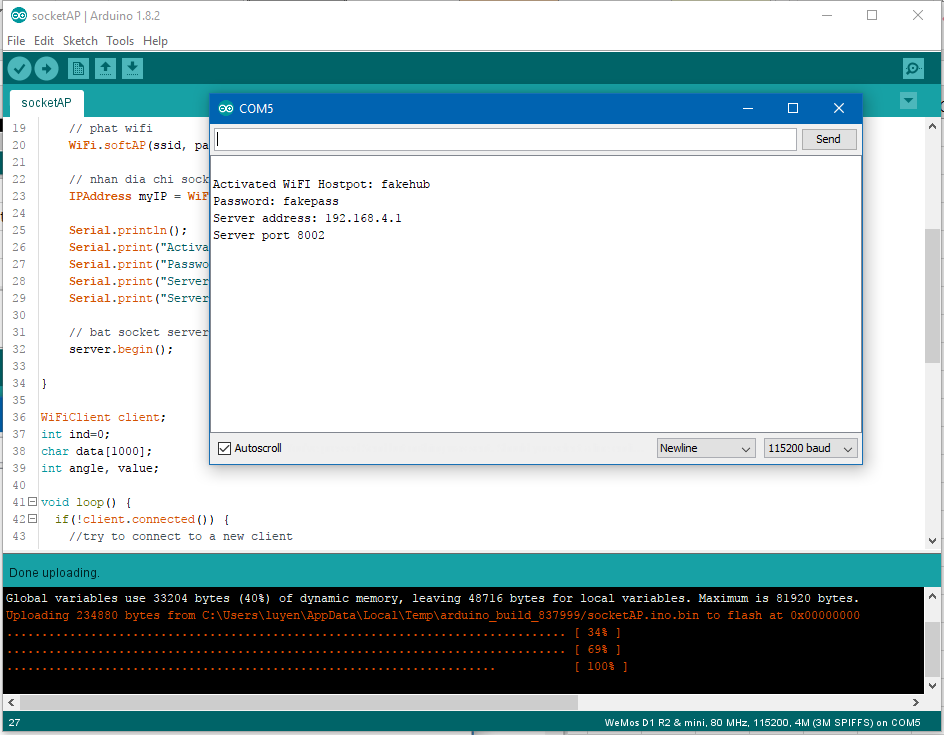 socketAP | Arduino 1.8.2
File Edit Sketch Tools Help
socketAP
COM5
Send
19 // phat wifi
20 WiFi.softAP(ssid, pa
21
22 // nhan dia chi sock
23 IPAddress myIP = WiF
24
25 Serial.println();
26 Serial.print("Activa
27 Serial.print("Passwo
28 Serial.print("Server
29 Serial.print("Server
30
31 // bat socket server
32 server.begin();
33
34 }
35
36 WiFiClient client;
37 int ind=0;
38 char data[1000];
39 int angle, value;
40
41 void loop() {
42 if(!client.connected()) {
43 //try to connect to a new client
Activated WiFI Hostpot: fakehub
Password: fakepass
Server address: 192.168.4.1
Server port 8002
Autoscroll
Newline
115200 baud
Done uploading.
Global variables use 33204 bytes (40%) of dynamic memory, leaving 48716 bytes for local variables. Maximum is 81920 bytes.
Uploading 234880 bytes from C:\Users\luyen\AppData\Local\Temp\arduino_build_837999/socketAP.ino.bin to flash at 0x00000000
................................................................................ [ 34% ]
................................................................................ [ 69% ]
...................................................................... [ 100% ]
27
WeMos D1 R2 & mini, 80 MHz, 115200, 4M (3M SPIFFS) on COM5